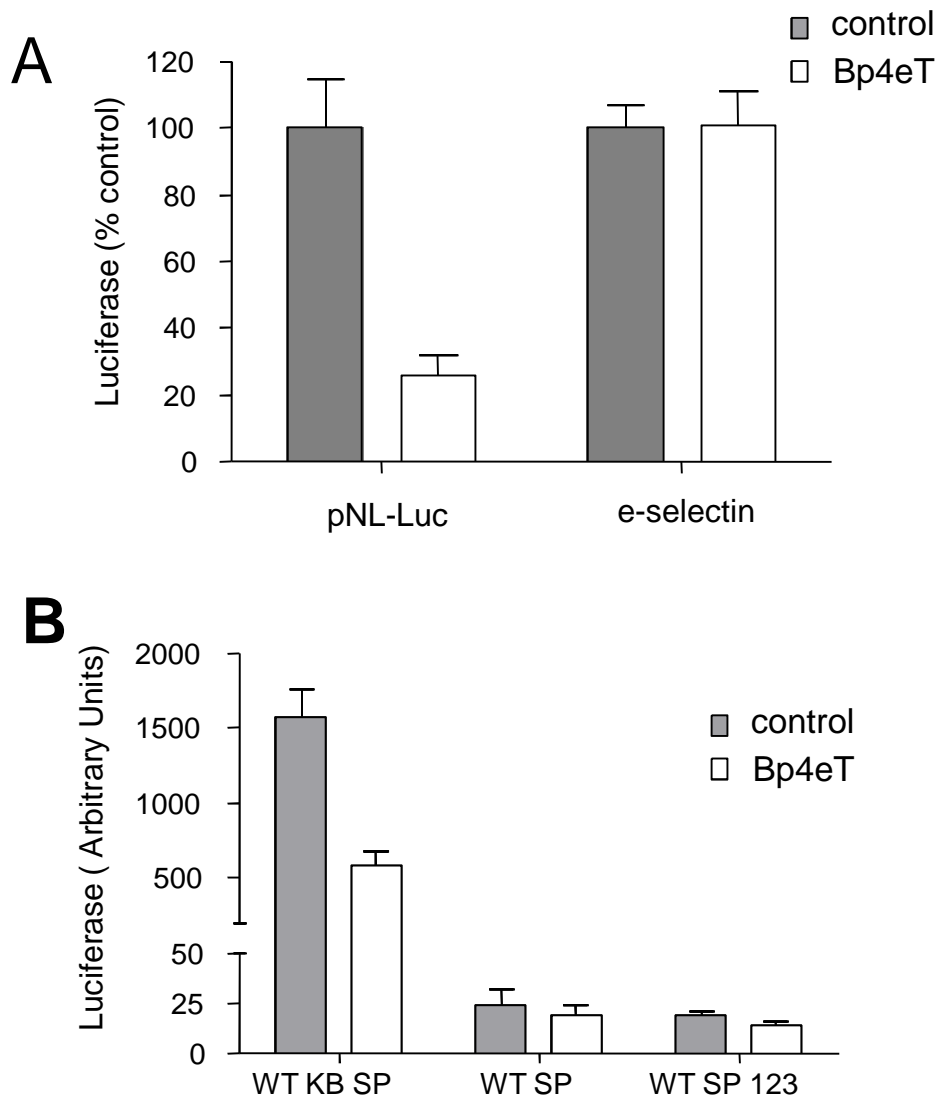 A
control
Bp4eT
Luciferase (% control)
120
100
80
60
40
20
0
pNL-Luc
e-selectin
B
Luciferase ( Arbitrary Units)
2000
1500
1000
500
50
25
0
control
Bp4eT
WT KB SP
WT SP
WT SP 123